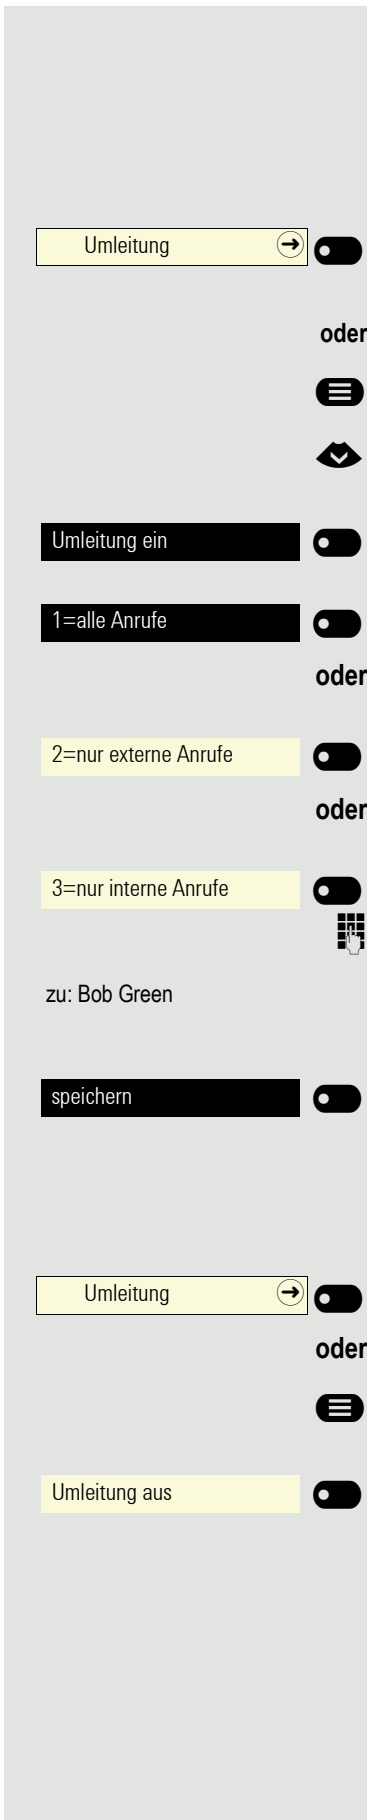 Umleitung
oder
Umleitung ein
1=alle Anrufe
oder
2=nur externe Anrufe
oder
3=nur interne Anrufe
zu: Bob Green
speichern
Umleitung
oder
Umleitung aus